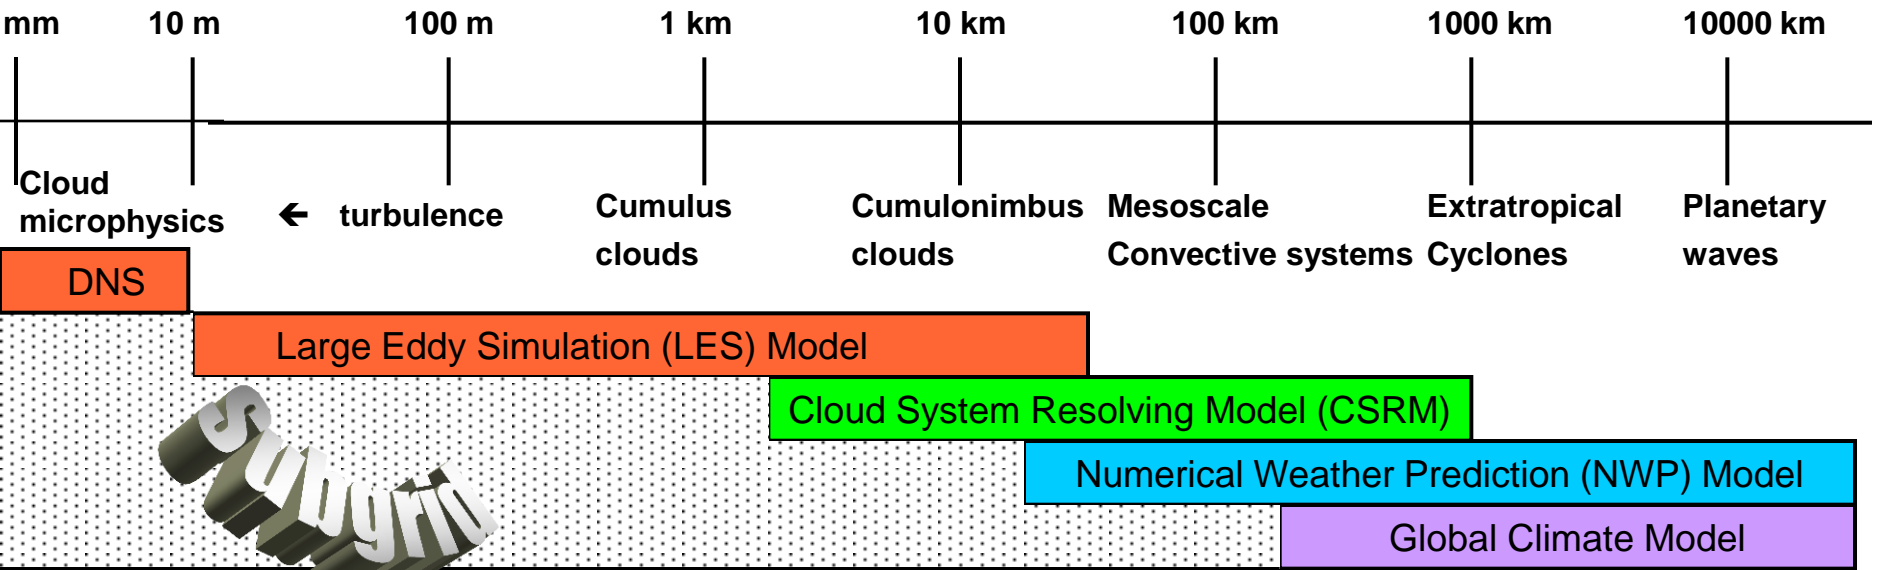 mm 10 m 100 m 1 km 10 km 100 km 1000 km 10000 km
Cloud
microphysics
← turbulence
Cumulus
clouds
Cumulonimbus
clouds
Mesoscale
Convective systems
Extratropical
Cyclones
Planetary
waves
DNS
Large Eddy Simulation (LES) Model
Cloud System Resolving Model (CSRM)
Numerical Weather Prediction (NWP) Model
Global Climate Model
Subgrid